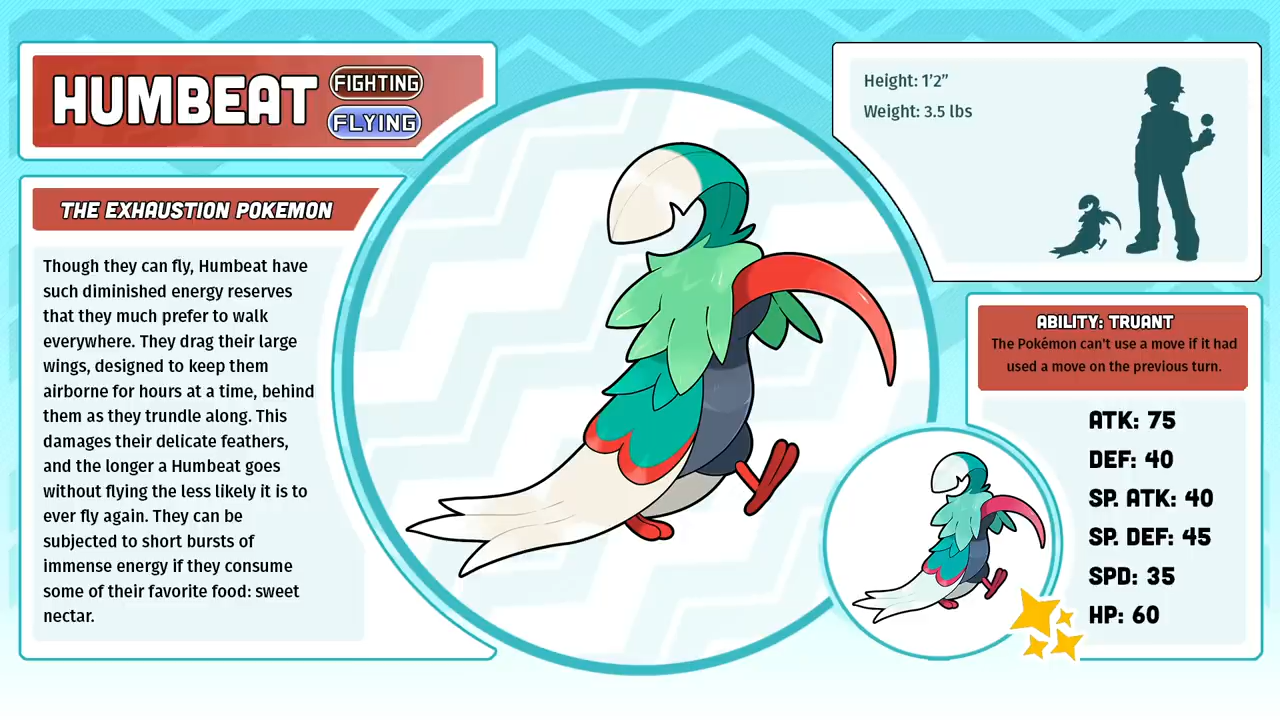 HUMBEAT
FIGHTING
FLYING
THE EXHAUSTION POKEMON
Though they can fly, Humbeat have
such diminished energy reserves
that they much prefer to walk
everywhere. They drag their large
wings, designed to keep them
airborne for hours at a time, behind
them as they trundle along. This
damages their delicate feathers,
and the longer a Humbeat goes
without flying the less likely it is to
ever fly again. They can be
subjected to short bursts of
immense energy if they consume
some of their favorite food: sweet
nectar.
Height: 1’2”
Weight: 3.5 lbs
ABILITY: TRUANT
The Pokémon can’t use a move if it had
used a move on the previous turn.
ATK: 75
DEF: 40
SP. ATK: 40
SP. DEF: 45
SPD: 35
HP: 60